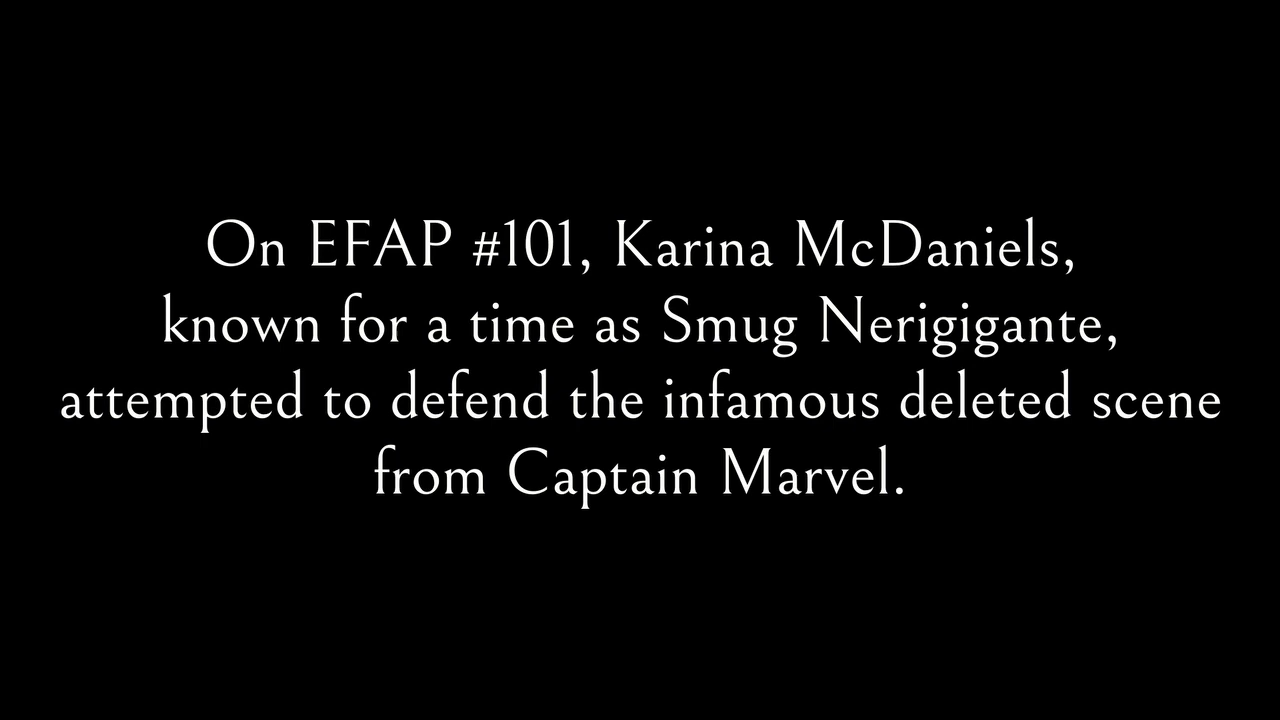 On EFAP #101, Karina McDaniels,
known for a time as Smug Nerigigante,
attempted to defend the infamous deleted scene
from Captain Marvel.